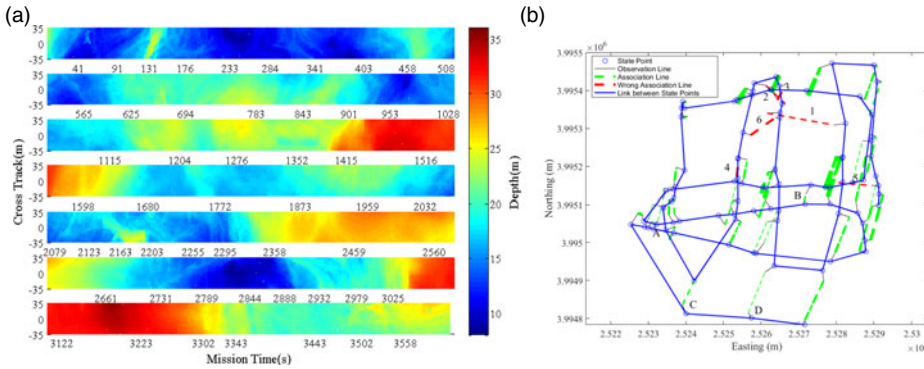 (a)
35
0
-35
41 91 131 176 233 284 341 403 458 508
35
0
-35
565 625 694 783 843 901 953 1028
35
0
-35
1115 1204 1276 1352 1415 1516
35
0
-35
1598 1680 1772 1873 1959 2032
35
0
-35
2079 2123 2163 2203 2255 2295 2358 2460 2560
35
0
-35
2661 2731 2789 2844 2888 2932 2979 3025
35
0
-35
3122 3223 3302 3343 3443 3502 3558
Cross Track(m)
Mission Time(s)
35
30
25
20
15
10
Depth(m)
(b)
×10⁶
3.9955
3.9954
3.9953
3.9952
3.9951
3.995
3.9949
3.9948
Northing (m)
State Point
Observation Line
Association Line
Wrong Association Line
Link between State Points
2
3
1
6
4
5
B
A
C
D
2.522 2.523 2.524 2.525 2.526 2.527 2.528 2.529
Easting (m)